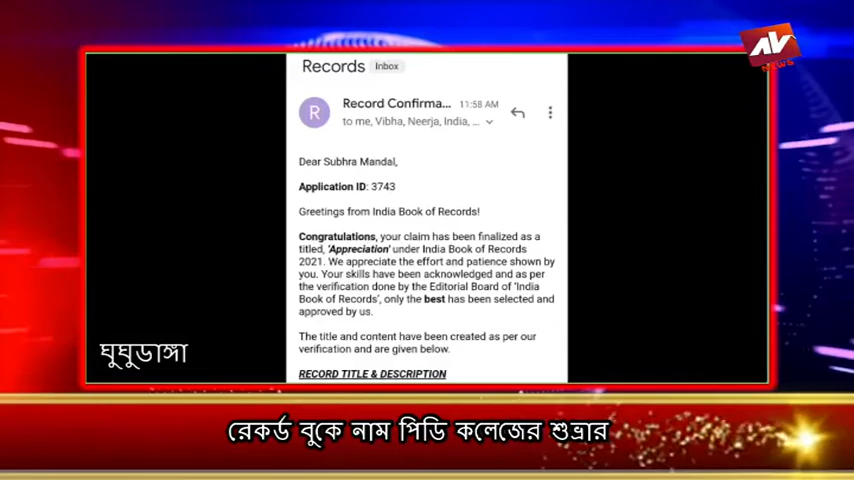 AV
NEWS
Records Inbox
R
Record Confirma... 11:58 AM
to me, Vibha, Neerja, India, ...
Dear Subhra Mandal,
Application ID: 3743
Greetings from India Book of Records!
Congratulations, your claim has been finalized as a
titled, 'Appreciation' under India Book of Records
2021. We appreciate the effort and patience shown by
you. Your skills have been acknowledged and as per
the verification done by the Editorial Board of 'India
Book of Records', only the best has been selected and
approved by us.
The title and content have been created as per our
verification and are given below.
RECORD TITLE & DESCRIPTION
ঘুঘুডাঙ্গা
রেকর্ড বুকে নাম পিডি কলেজের শুভ্রার